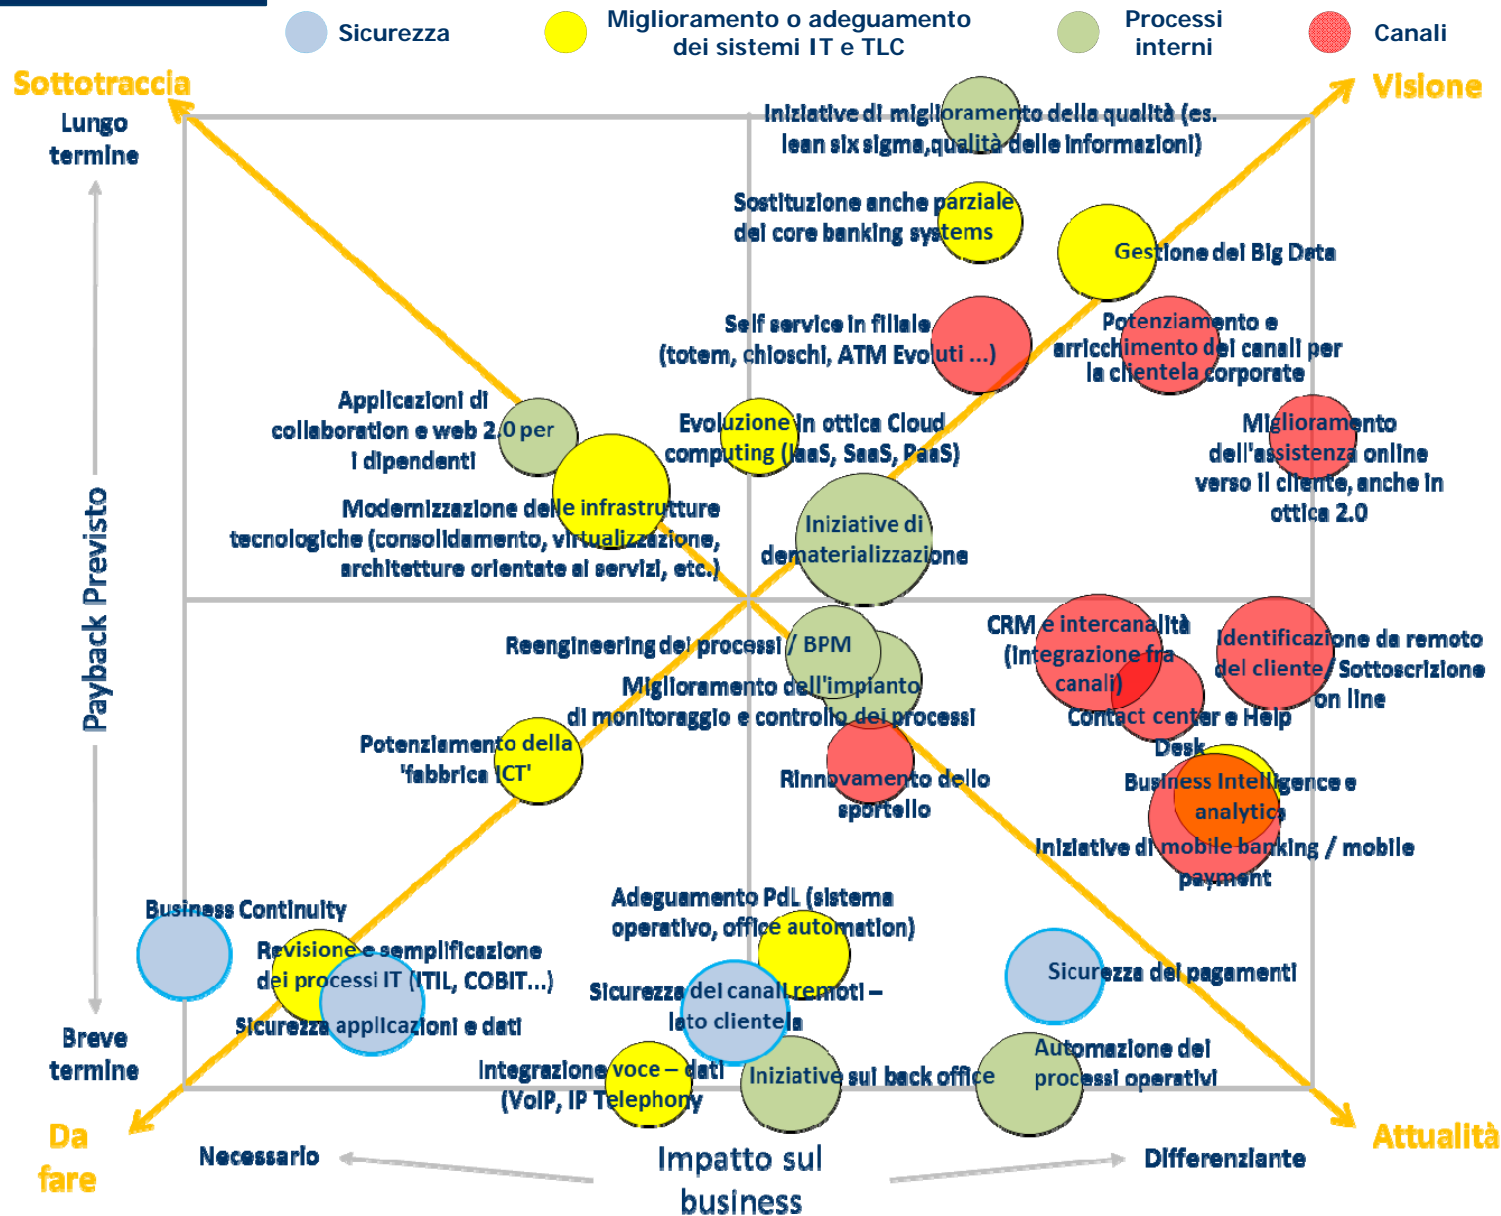 Sicurezza
Miglioramento o adeguamento
dei sistemi IT e TLC
Processi
interni
Canali
Sottotraccia
Visione
Lungo
termine
Iniziative di miglioramento della qualità (es.
lean six sigma,qualità delle informazioni)
Sostituzione anche parziale
dei core banking systems
Gestione dei Big Data
Self service in filiale
(totem, chioschi, ATM Evoluti ...)
Potenziamento e
arricchimento dei canali per
la clientela corporate
Applicazioni di
collaboration e web 2.0 per
i dipendenti
Evoluzione in ottica Cloud
computing (IaaS, SaaS, PaaS)
Miglioramento
dell'assistenza online
verso il cliente, anche in
ottica 2.0
Modernizzazione delle infrastrutture
tecnologiche (consolidamento, virtualizzazione,
architetture orientate ai servizi, etc.)
Iniziative di
dematerializzazione
Payback Previsto
Reengineering dei processi / BPM
CRM e intercanalità
(integrazione fra
canali)
Identificazione da remoto
del cliente/ Sottoscrizione
on line
Miglioramento dell'impianto
di monitoraggio e controllo dei processi
Contact center e Help
Desk
Potenziamento della
'fabbrica ICT'
Rinnovamento dello
sportello
Business Intelligence e
analytics
Iniziative di mobile banking / mobile
payment
Business Continuity
Adeguamento PdL (sistema
operativo, office automation)
Revisione e semplificazione
dei processi IT (ITIL, COBIT...)
Sicurezza dei pagamenti
Sicurezza applicazioni e dati
Sicurezza dei canali remoti –
lato clientela
Breve
termine
Integrazione voce – dati
(VoIP, IP Telephony
Iniziative sui back office
Automazione dei
processi operativi
Da
fare
Attualità
Necessario
Impatto sul
business
Differenziante